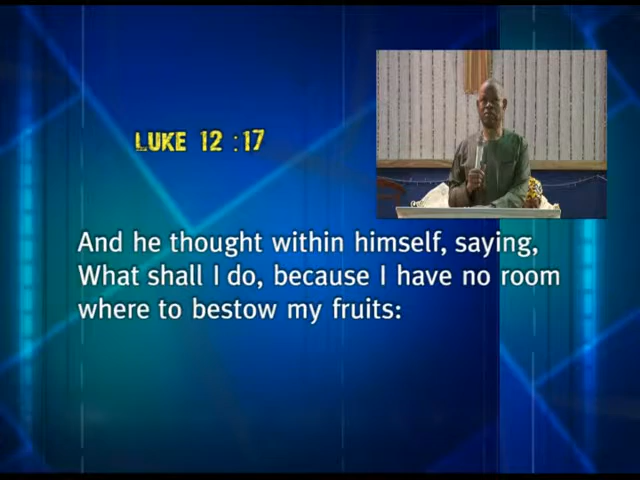 LUKE 12 :17
And he thought within himself, saying,
What shall I do, because I have no room
where to bestow my fruits: